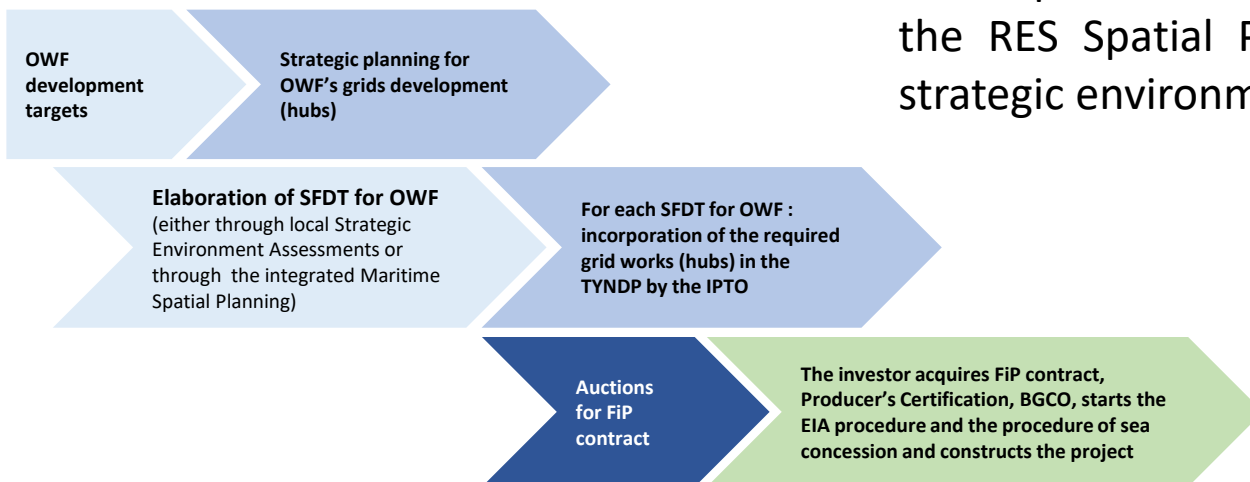 the RES Spatial
strategic
OWF
development
targets
Strategic planning for
OWF's grids development
(hubs)
Elaboration of SFDT for OWF
(either through local Strategic
Environment Assessments or
through the integrated Maritime
Spatial Planning)
For each SFDT for OWF :
incorporation of the required
grid works (hubs) in the
TYNDP by the IPTO
Auctions
for FiP
contract
The investor acquires FiP contract,
Producer's Certification, BGCO, starts the
EIA procedure and the procedure of sea
concession and constructs the project